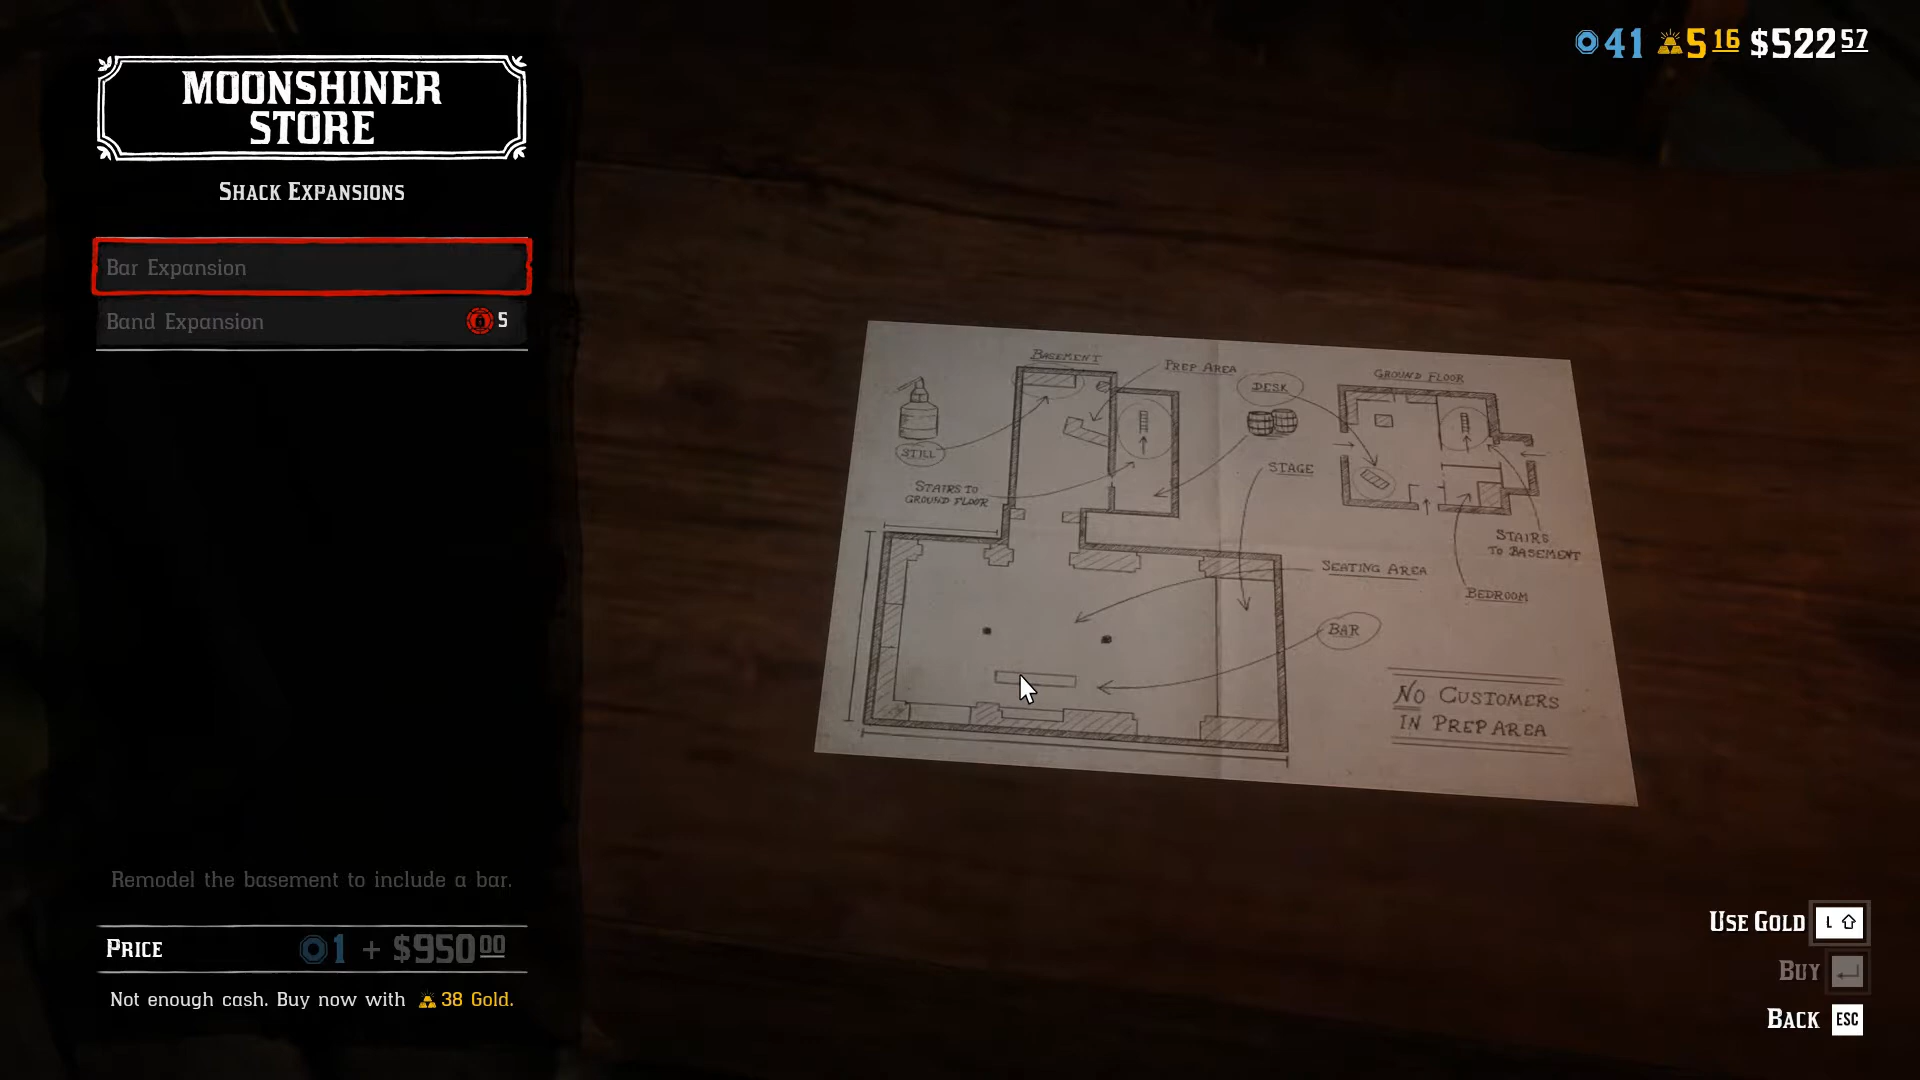 41 5 16 $522 57
MOONSHINER
STORE
SHACK EXPANSIONS
Bar Expansion
Band Expansion 5
BASEMENT
PREP AREA
DESK
GROUND FLOOR
STILL
STAGE
STAIRS TO
GROUND FLOOR
STAIRS
TO BASEMENT
SEATING AREA
BEDROOM
BAR
NO CUSTOMERS
IN PREP AREA
Remodel the basement to include a bar.
PRICE 1 + $950 00
Not enough cash. Buy now with 38 Gold.
USE GOLD L
BUY
BACK ESC